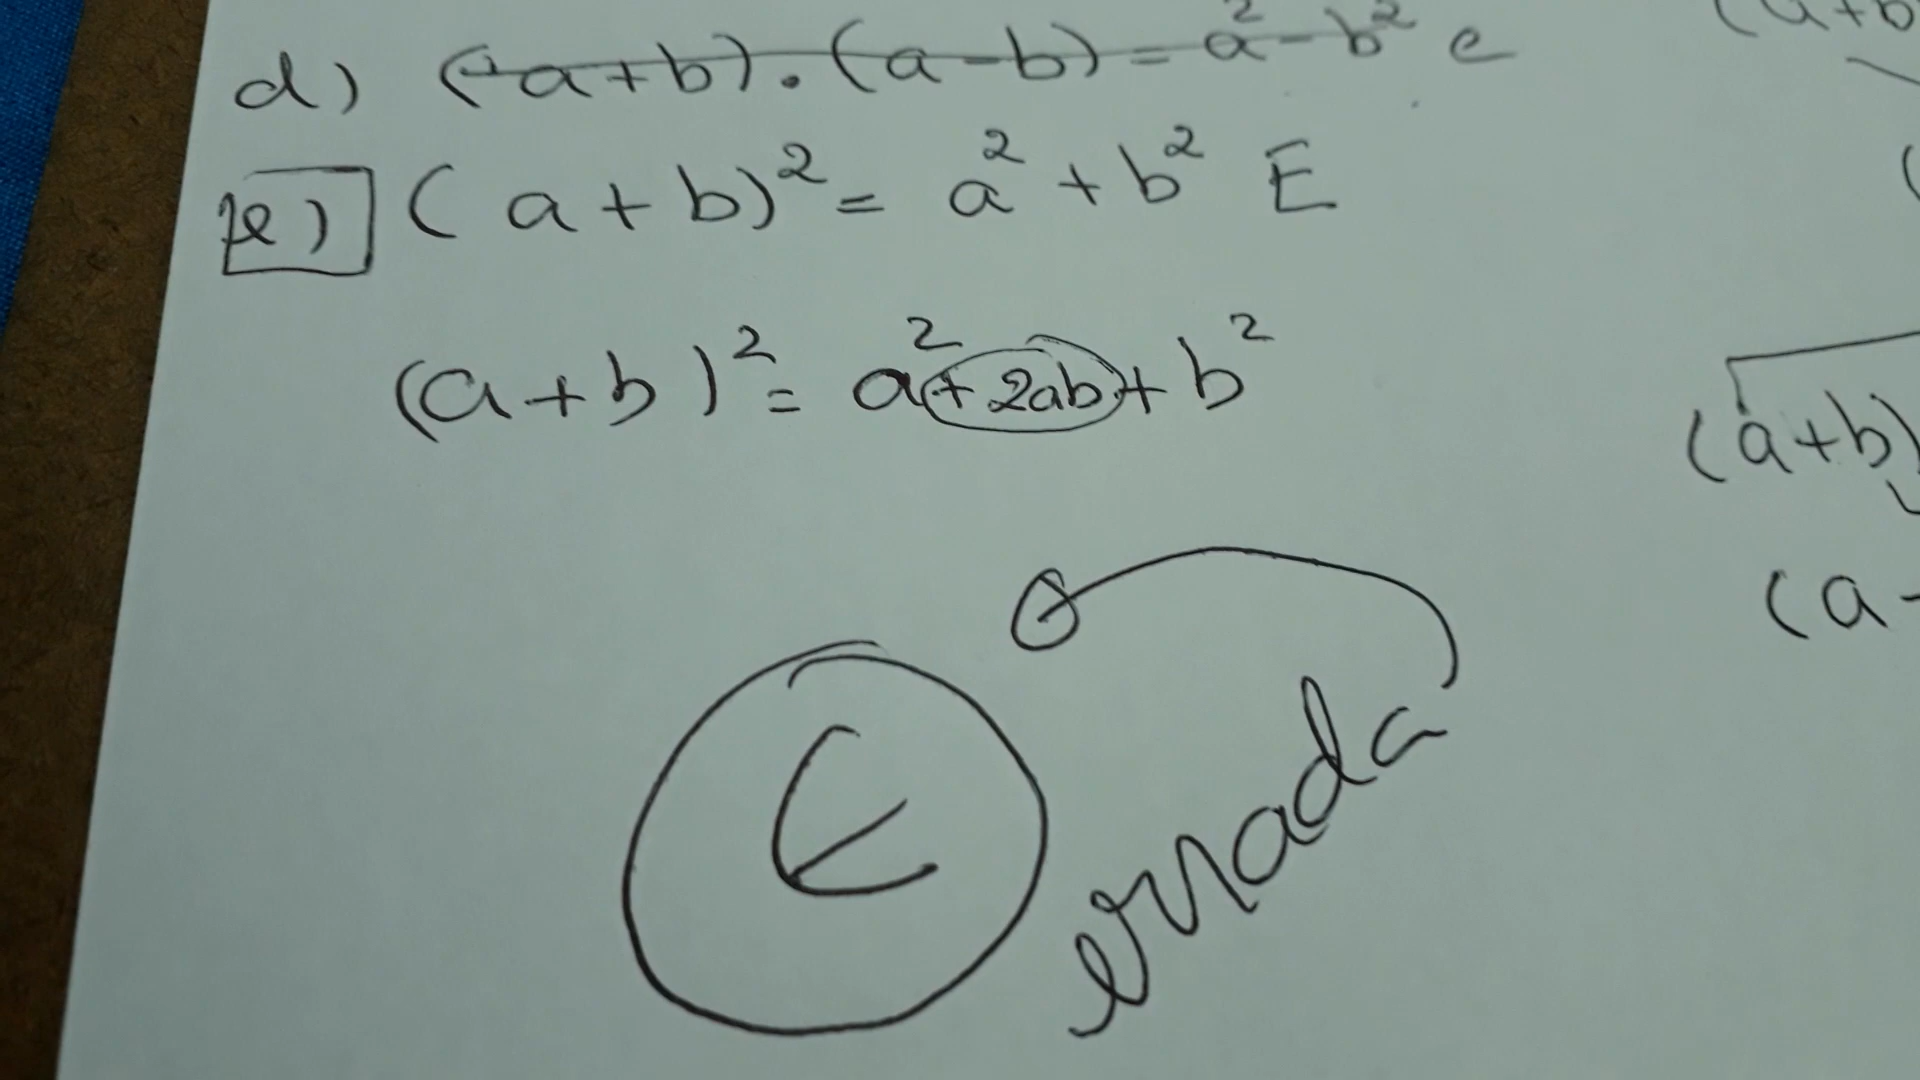 d) (a+b).(a-b)=a²-b² c
e) (a+b)²= a²+b² E
(a+b)²= a²+2ab+b²
(a+b
(a+b)
(a-
E
errada